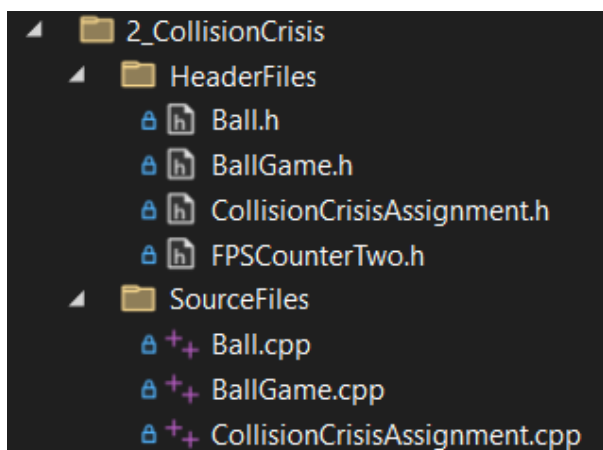 2_CollisionCrisis
HeaderFiles
Ball.h
BallGame.h
CollisionCrisisAssignment.h
FPSCounterTwo.h
SourceFiles
Ball.cpp
BallGame.cpp
CollisionCrisisAssignment.cpp